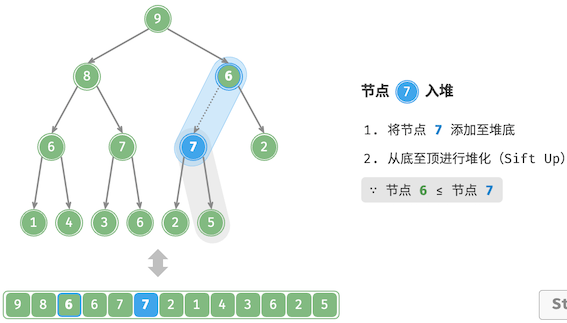 9
8 6
节点 7 入堆
6 7 7 2
1. 将节点 7 添加至堆底
2. 从底至顶进行堆化（Sift Up）
∵ 节点 6 ≤ 节点 7
1 4 3 6 2 5
9 8 6 6 7 7 2 1 4 3 6 2 5
St